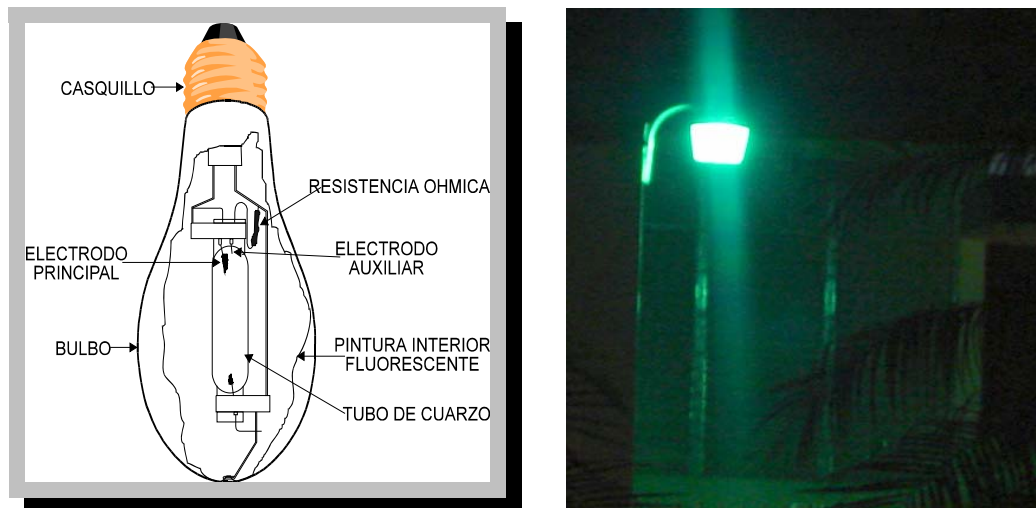 CASQUILLO
RESISTENCIA OHMICA
ELECTRODO
PRINCIPAL
ELECTRODO
AUXILIAR
BULBO
PINTURA INTERIOR
FLUORESCENTE
TUBO DE CUARZO